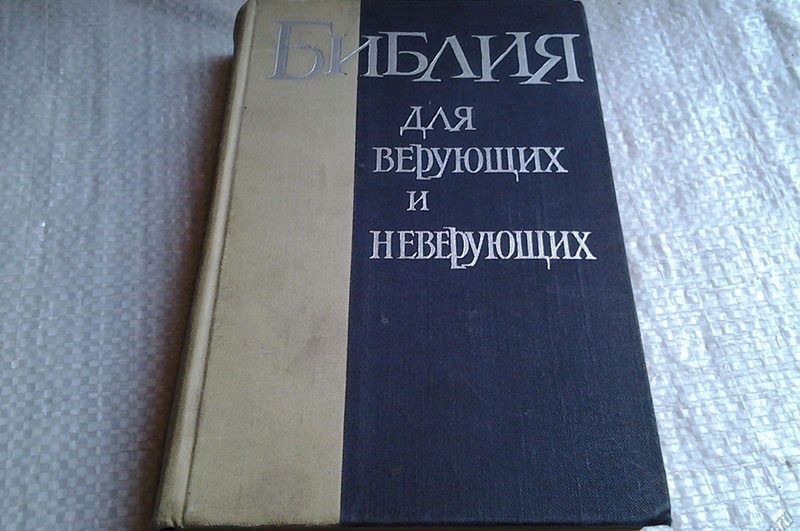 Библия
для
верующих
и
неверующих